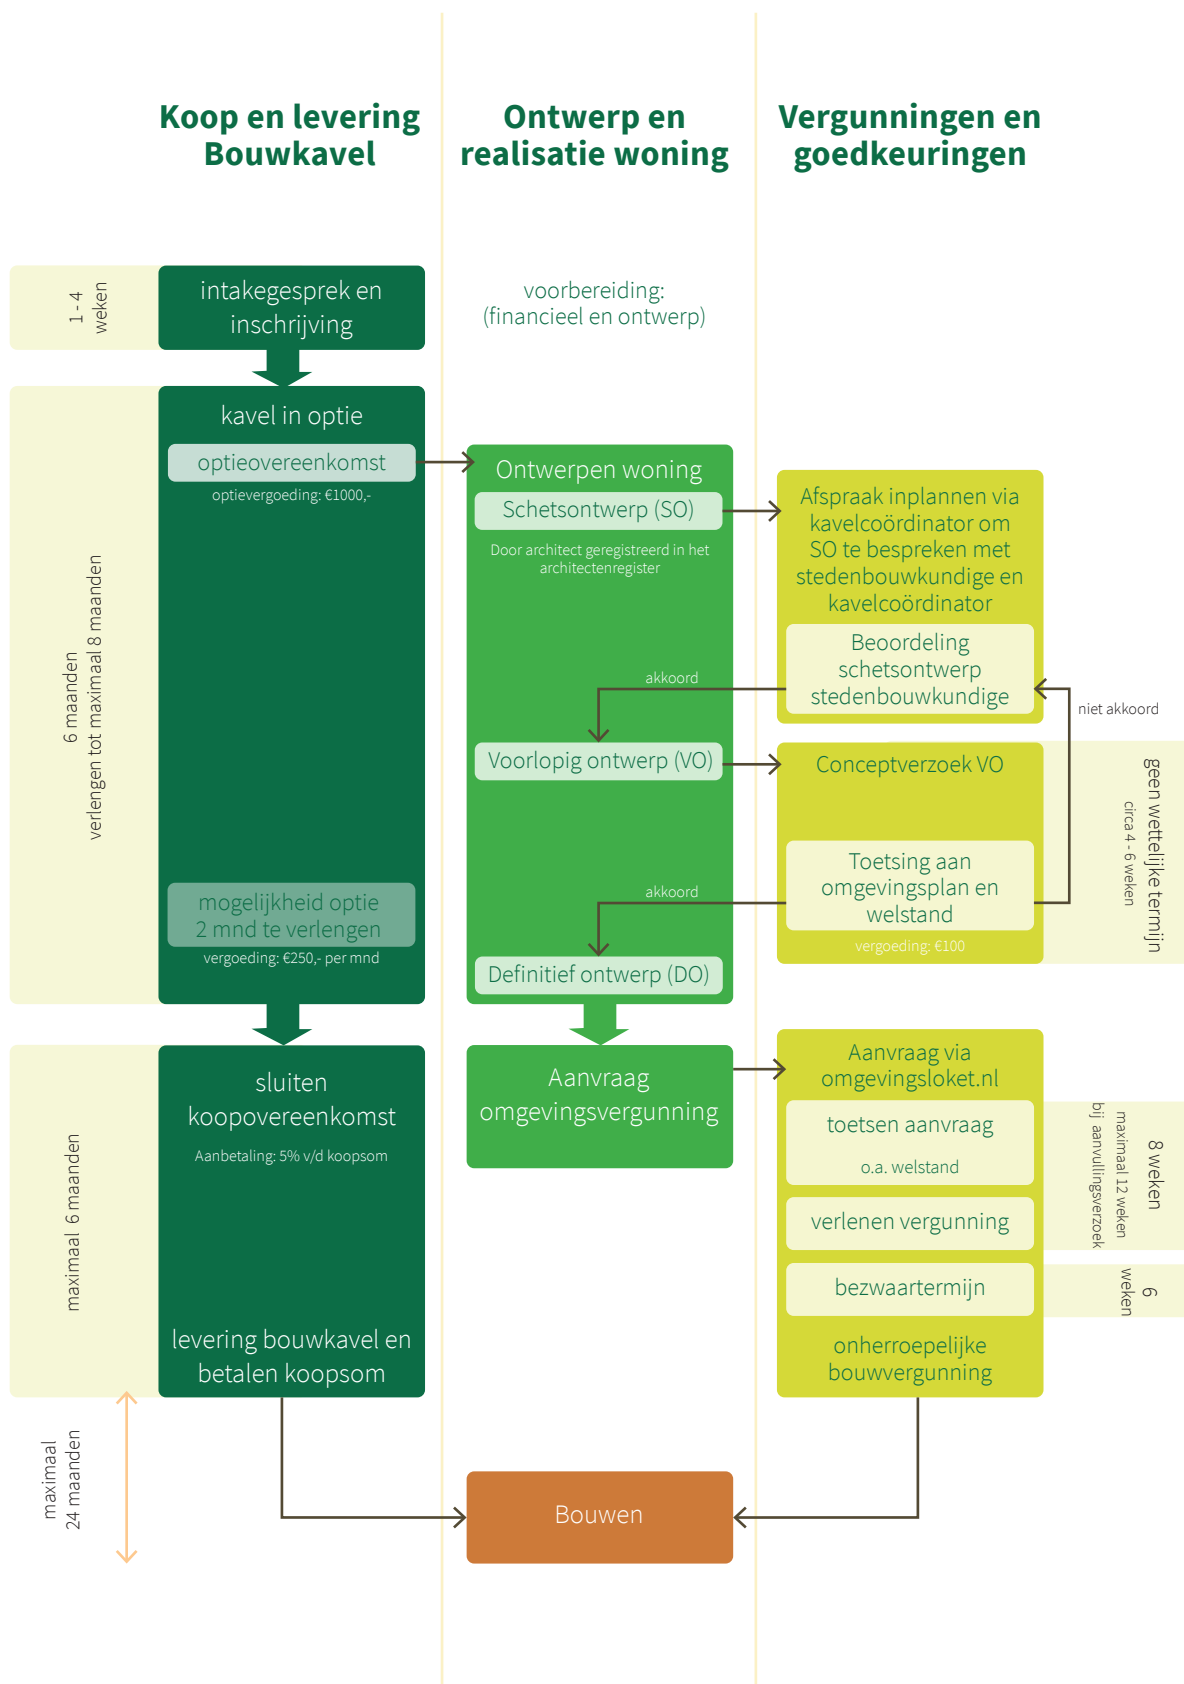 Koop en levering
Bouwkavel
Ontwerp en
realisatie woning
Vergunningen en
goedkeuringen
1 - 4
weken
intakegesprek en
inschrijving
voorbereiding:
(financieel en ontwerp)
6 maanden
verlengen tot maximaal 8 maanden
kavel in optie
optieovereenkomst
optievergoeding: €1000,-
mogelijkheid optie
2 mnd te verlengen
vergoeding: €250,- per mnd
Ontwerpen woning
Schetsontwerp (SO)
Door architect geregistreerd in het
architectenregister
akkoord
Voorlopig ontwerp (VO)
akkoord
Definitief ontwerp (DO)
Afspraak inplannen via
kavelcoördinator om
SO te bespreken met
stedenbouwkundige en
kavelcoördinator
Beoordeling
schetsontwerp
stedenbouwkundige
niet akkoord
Conceptverzoek VO
Toetsing aan
omgevingsplan en
welstand
vergoeding: €100
geen wettelijke termijn
circa 4 - 6 weken
maximaal 6 maanden
sluiten
koopovereenkomst
Aanbetaling: 5% v/d koopsom
levering bouwkavel en
betalen koopsom
Aanvraag
omgevingsvergunning
Aanvraag via
omgevingsloket.nl
toetsen aanvraag
o.a. welstand
verlenen vergunning
bezwaartermijn
onherroepelijke
bouwvergunning
8 weken
maximaal 12 weken
bij aanvullingsverzoek
6
weken
maximaal
24 maanden
Bouwen